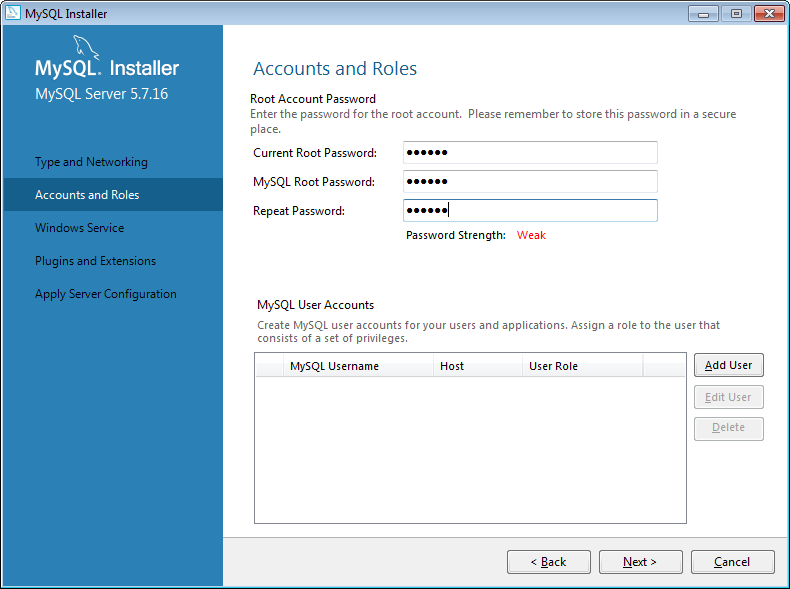 MySQL Installer
MySQL. Installer
MySQL Server 5.7.16
Type and Networking
Accounts and Roles
Windows Service
Plugins and Extensions
Apply Server Configuration
Accounts and Roles
Root Account Password
Enter the password for the root account.  Please remember to store this password in a secure
place.
Current Root Password: ●●●●●●
MySQL Root Password: ●●●●●●
Repeat Password: ●●●●●●
Password Strength: Weak
MySQL User Accounts
Create MySQL user accounts for your users and applications. Assign a role to the user that
consists of a set of privileges.
MySQL Username Host User Role
Add User
Edit User
Delete
< Back Next > Cancel